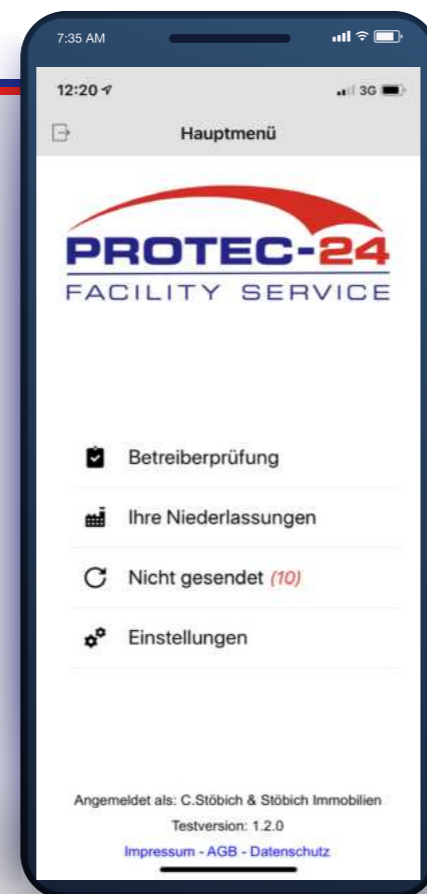 7:35 AM
12:20
3G
Hauptmenü
PROTEC-24
FACILITY SERVICE
Betreiberprüfung
Ihre Niederlassungen
Nicht gesendet (10)
Einstellungen
Angemeldet als: C.Stöbich & Stöbich Immobilien
Testversion: 1.2.0
Impressum - AGB - Datenschutz